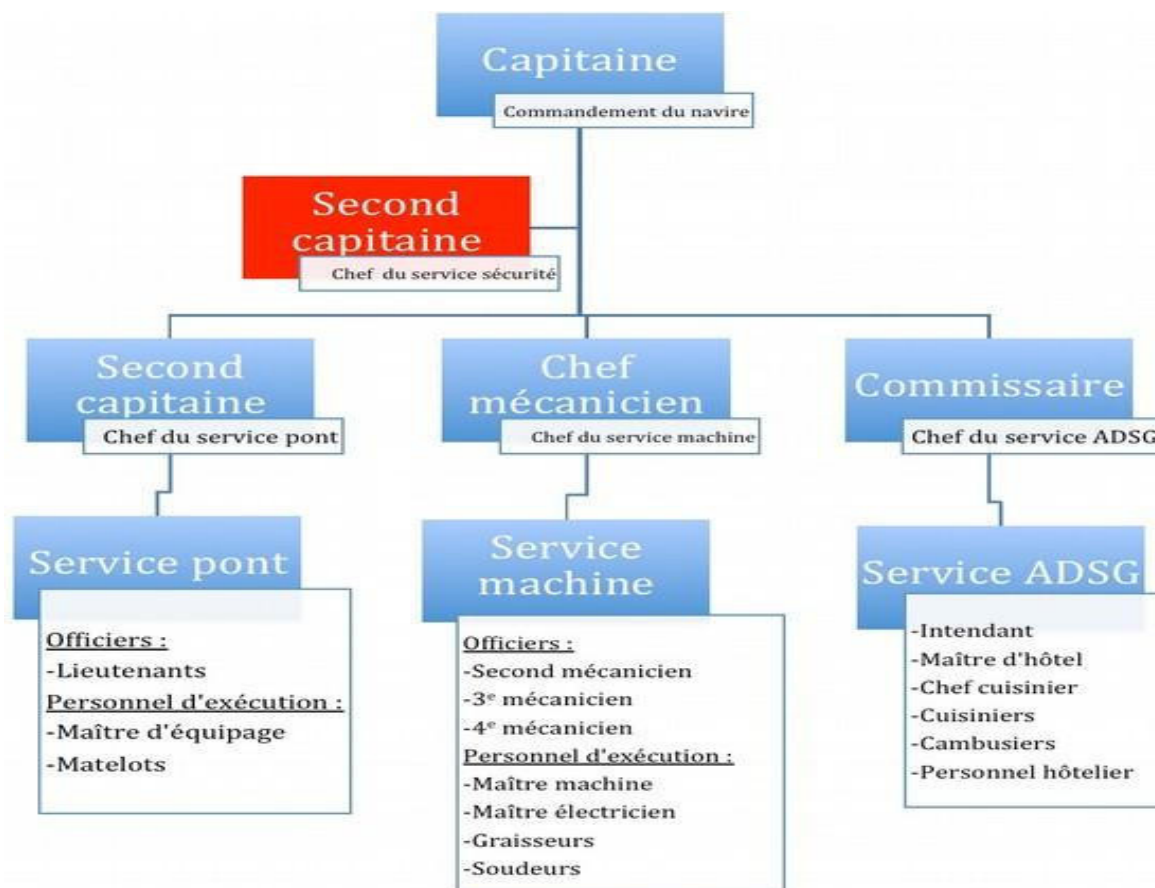 Capitaine
Commandement du navire
Second
capitaine
Chef du service sécurité
Second
capitaine
Chef du service pont
Chef
mécanicien
Chef du service machine
Commissaire
Chef du service ADSG
Service pont
Officiers :
-Lieutenants
Personnel d'exécution :
-Maître d'équipage
-Matelots
Service
machine
Officiers :
-Second mécanicien
-3e mécanicien
-4e mécanicien
Personnel d'exécution :
-Maître machine
-Maître électricien
-Graisseurs
-Soudeurs
Service ADSG
-Intendant
-Maître d'hôtel
-Chef cuisinier
-Cuisiniers
-Cambusiers
-Personnel hôtelier